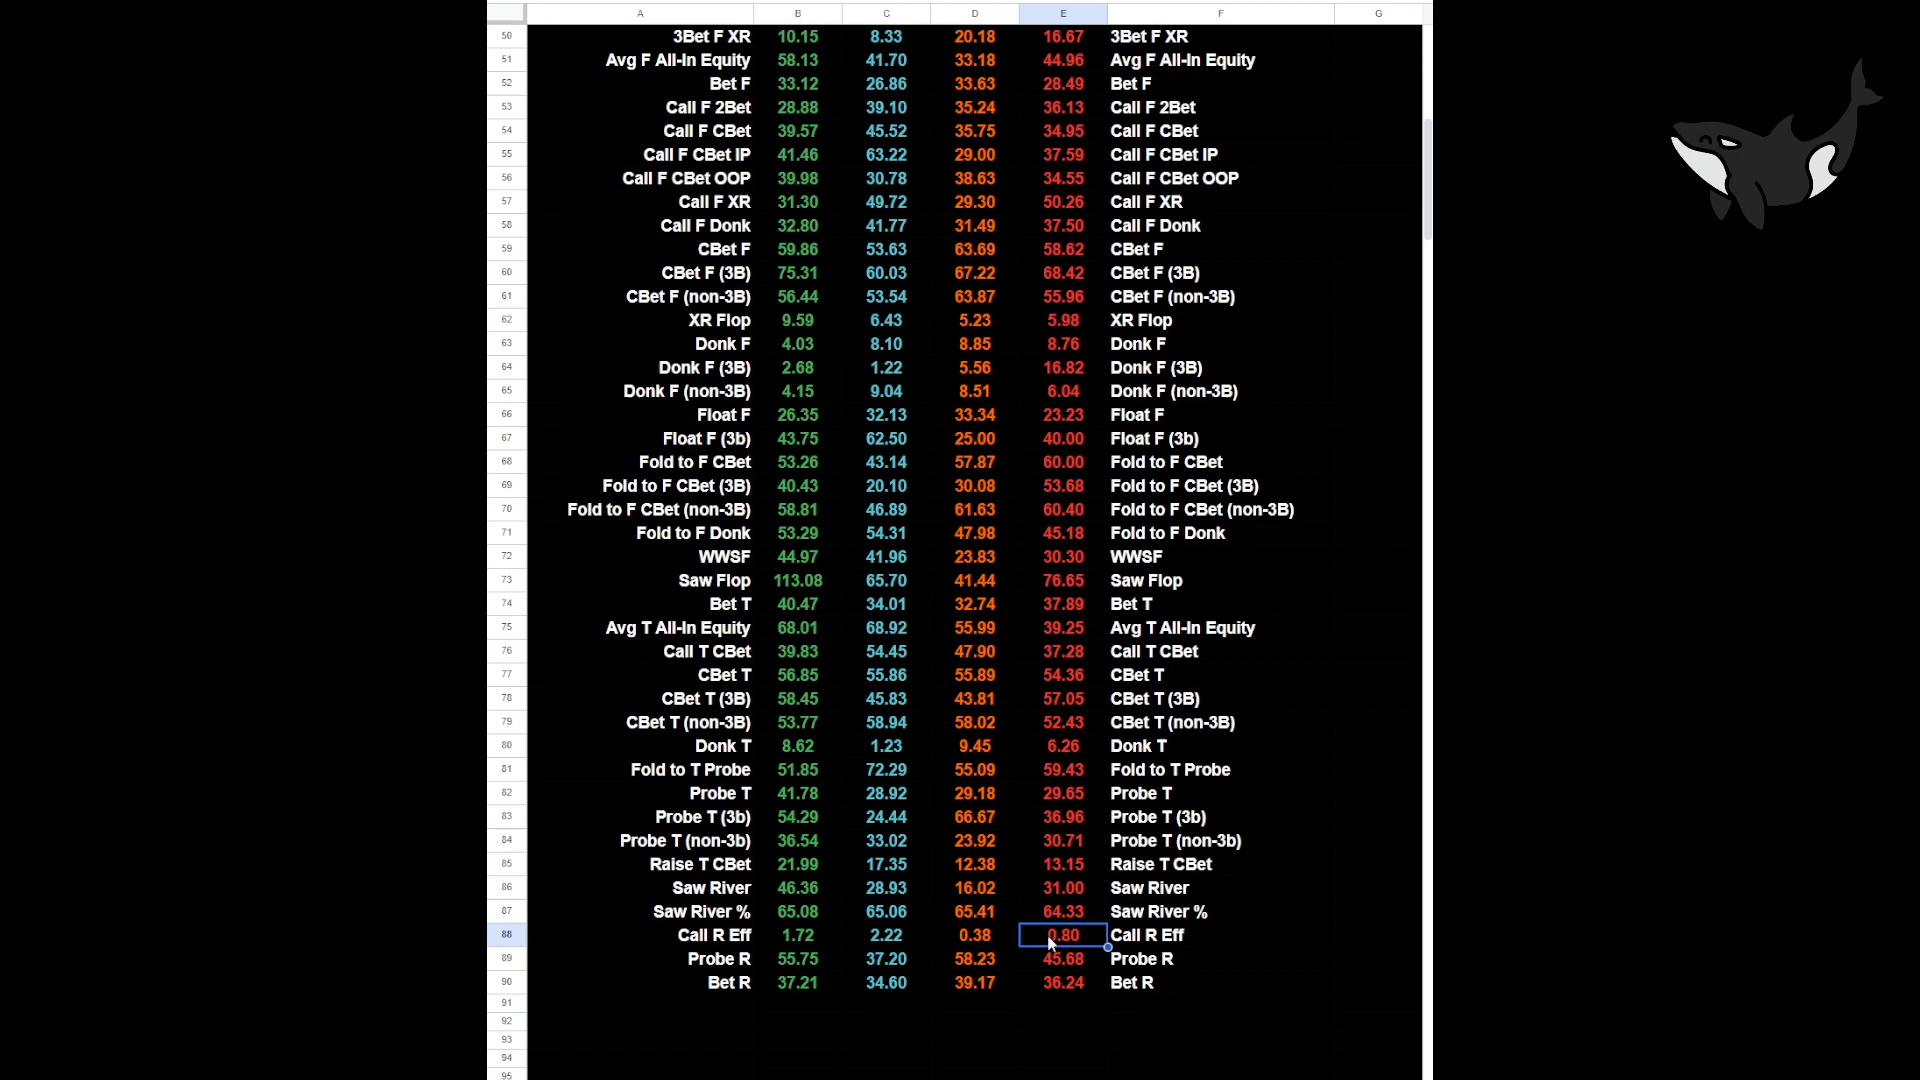 A B C D E F G
50 3Bet F XR 10.15 8.33 20.18 16.67 3Bet F XR
51 Avg F All-In Equity 58.13 41.70 33.18 44.96 Avg F All-In Equity
52 Bet F 33.12 26.86 33.63 28.49 Bet F
53 Call F 2Bet 28.88 39.10 35.24 36.13 Call F 2Bet
54 Call F CBet 39.57 45.52 35.75 34.95 Call F CBet
55 Call F CBet IP 41.46 63.22 29.00 37.59 Call F CBet IP
56 Call F CBet OOP 39.98 30.78 38.63 34.55 Call F CBet OOP
57 Call F XR 31.30 49.72 29.30 50.26 Call F XR
58 Call F Donk 32.80 41.77 31.49 37.50 Call F Donk
59 CBet F 59.86 53.63 63.69 58.62 CBet F
60 CBet F (3B) 75.31 60.03 67.22 68.42 CBet F (3B)
61 CBet F (non-3B) 56.44 53.54 63.87 55.96 CBet F (non-3B)
62 XR Flop 9.59 6.43 5.23 5.98 XR Flop
63 Donk F 4.03 8.10 8.85 8.76 Donk F
64 Donk F (3B) 2.68 1.22 5.56 16.82 Donk F (3B)
65 Donk F (non-3B) 4.15 9.04 8.51 6.04 Donk F (non-3B)
66 Float F 26.35 32.13 33.34 23.23 Float F
67 Float F (3b) 43.75 62.50 25.00 40.00 Float F (3b)
68 Fold to F CBet 53.26 43.14 57.87 60.00 Fold to F CBet
69 Fold to F CBet (3B) 40.43 20.10 30.08 53.68 Fold to F CBet (3B)
70 Fold to F CBet (non-3B) 58.81 46.89 61.63 60.40 Fold to F CBet (non-3B)
71 Fold to F Donk 53.29 54.31 47.98 45.18 Fold to F Donk
72 WWSF 44.97 41.96 23.83 30.30 WWSF
73 Saw Flop 113.08 65.70 41.44 76.65 Saw Flop
74 Bet T 40.47 34.01 32.74 37.89 Bet T
75 Avg T All-In Equity 68.01 68.92 55.99 39.25 Avg T All-In Equity
76 Call T CBet 39.83 54.45 47.90 37.28 Call T CBet
77 CBet T 56.85 55.86 55.89 54.36 CBet T
78 CBet T (3B) 58.45 45.83 43.81 57.05 CBet T (3B)
79 CBet T (non-3B) 53.77 58.94 58.02 52.43 CBet T (non-3B)
80 Donk T 8.62 1.23 9.45 6.26 Donk T
81 Fold to T Probe 51.85 72.29 55.09 59.43 Fold to T Probe
82 Probe T 41.78 28.92 29.18 29.65 Probe T
83 Probe T (3b) 54.29 24.44 66.67 36.96 Probe T (3b)
84 Probe T (non-3b) 36.54 33.02 23.92 30.71 Probe T (non-3b)
85 Raise T CBet 21.99 17.35 12.38 13.15 Raise T CBet
86 Saw River 46.36 28.93 16.02 31.00 Saw River
87 Saw River % 65.08 65.06 65.41 64.33 Saw River %
88 Call R Eff 1.72 2.22 0.38 0.80 Call R Eff
89 Probe R 55.75 37.20 58.23 45.68 Probe R
90 Bet R 37.21 34.60 39.17 36.24 Bet R
91
92
93
94
95